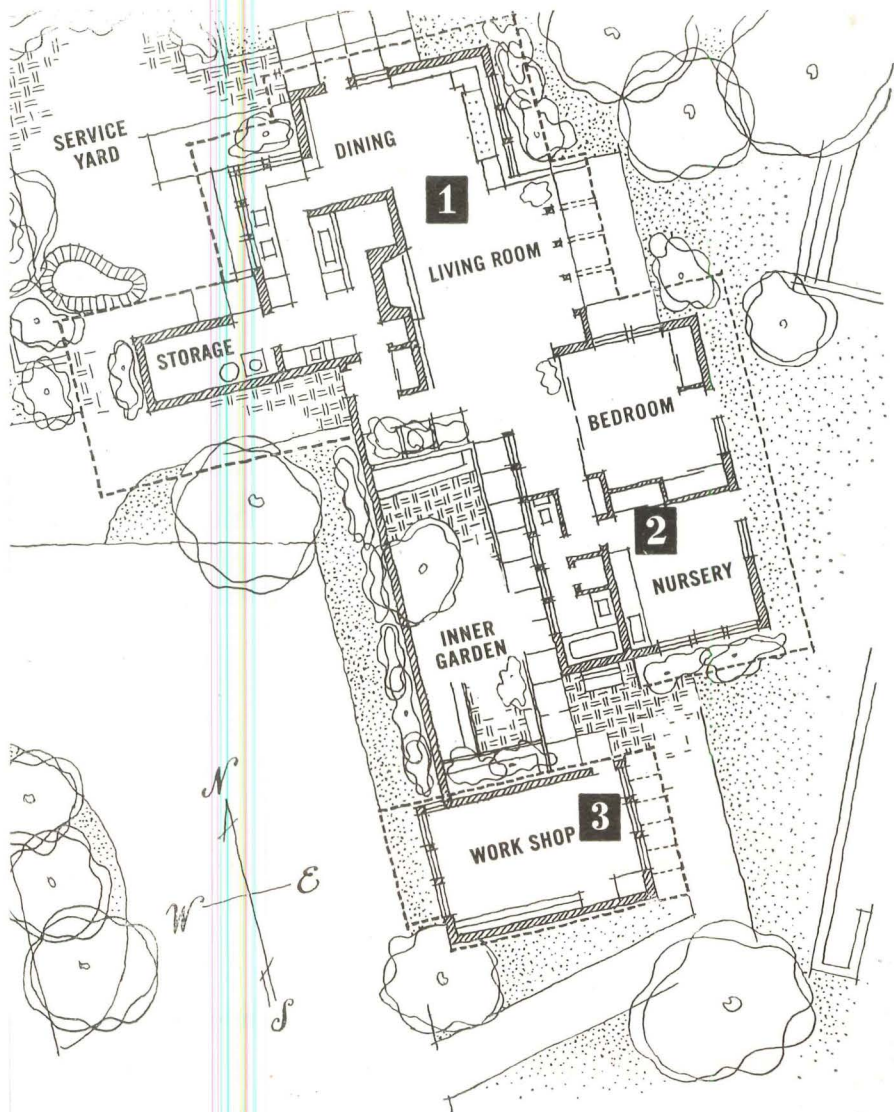 SERVICE
YARD
DINING
1
LIVING ROOM
STORAGE
BEDROOM
2
NURSERY
INNER
GARDEN
3
WORK SHOP
N
W
E
S